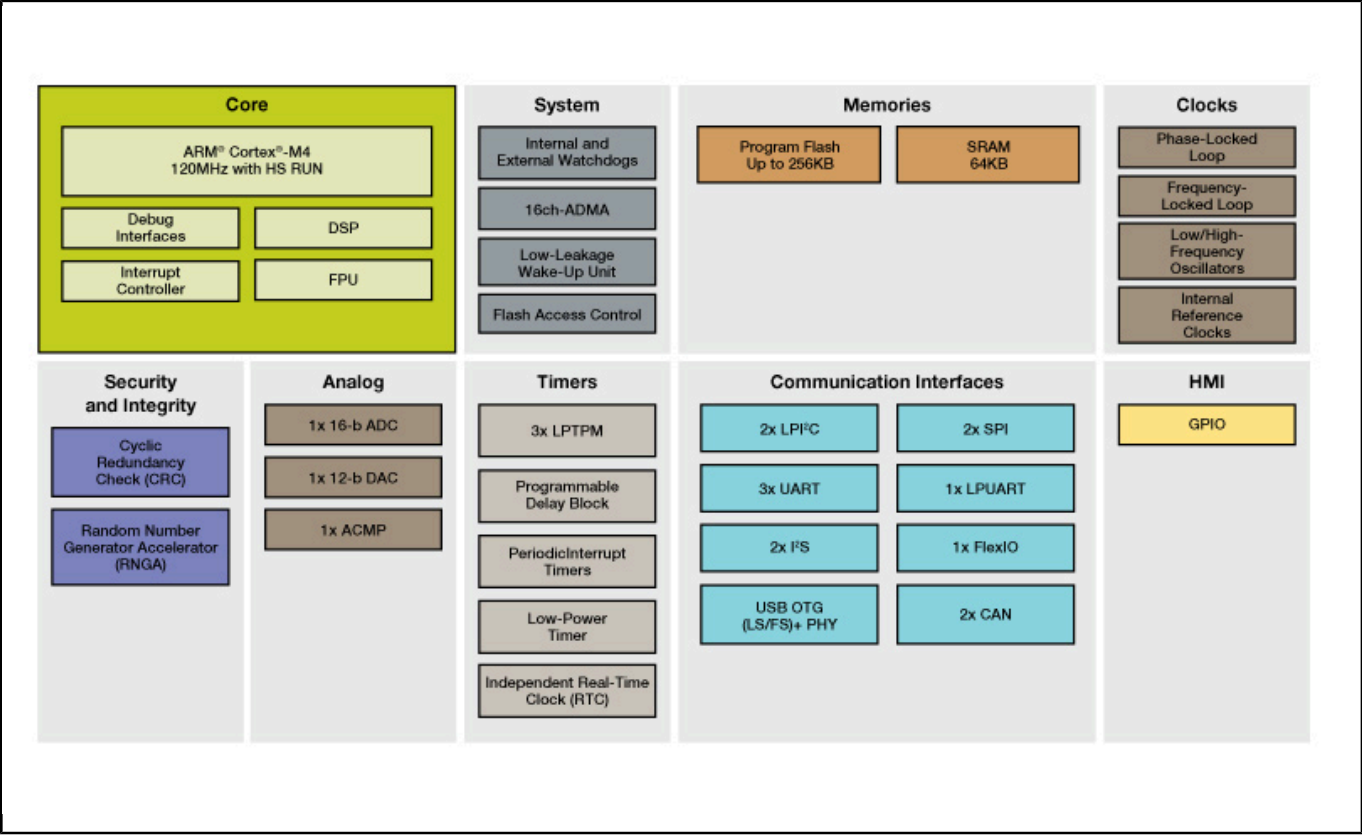 Core
ARM® Cortex®-M4
120MHz with HS RUN
Debug
Interfaces
DSP
Interrupt
Controller
FPU
System
Internal and
External Watchdogs
16ch-ADMA
Low-Leakage
Wake-Up Unit
Flash Access Control
Memories
Program Flash
Up to 256KB
SRAM
64KB
Clocks
Phase-Locked
Loop
Frequency-
Locked Loop
Low/High-
Frequency
Oscillators
Internal
Reference
Clocks
Security
and Integrity
Cyclic
Redundancy
Check (CRC)
Random Number
Generator Accelerator
(RNGA)
Analog
1x 16-b ADC
1x 12-b DAC
1x ACMP
Timers
3x LPTPM
Programmable
Delay Block
PeriodicInterrupt
Timers
Low-Power
Timer
Independent Real-Time
Clock (RTC)
Communication Interfaces
2x LPI²C
2x SPI
3x UART
1x LPUART
2x I²S
1x FlexIO
USB OTG
(LS/FS)+ PHY
2x CAN
HMI
GPIO